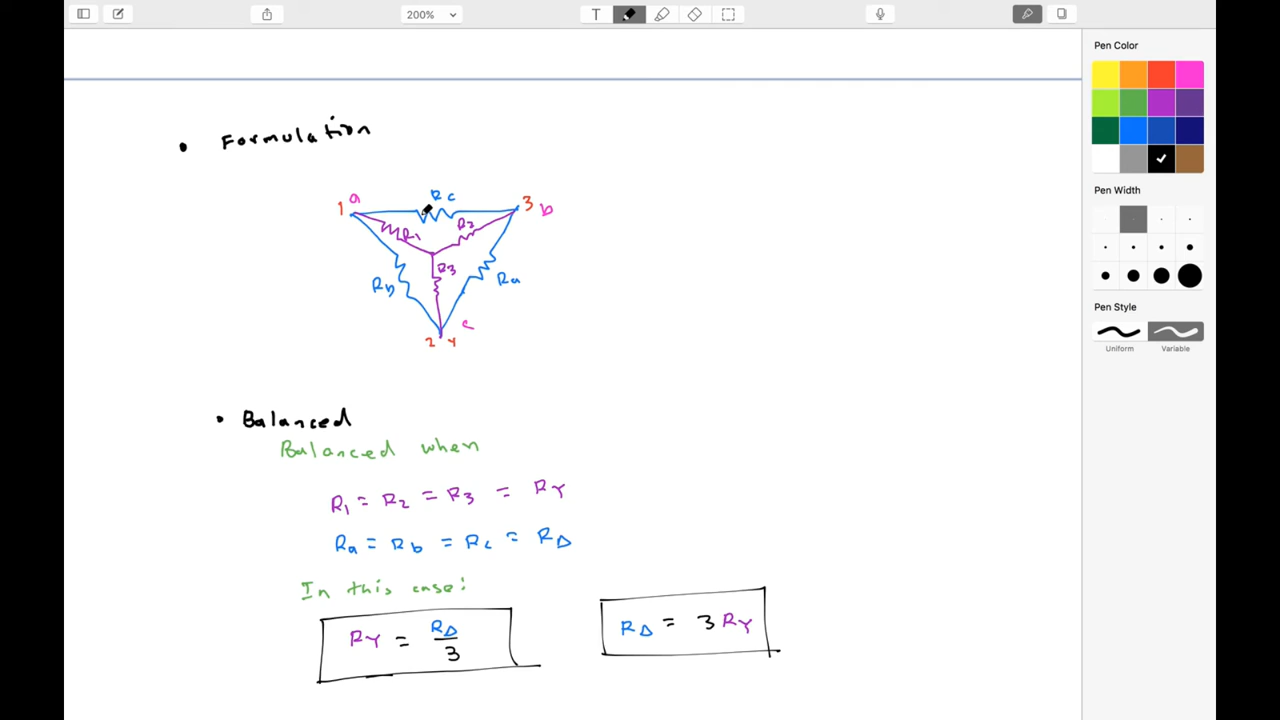 200%
T
Pen Color
• Formulation
Rc
1 a
3 b
R1
R2
R3
Rb
Ra
c
2 4
Pen Width
Pen Style
Uniform
Variable
• Balanced
Balanced when
R1 = R2 = R3 = RY
Ra = Rb = Rc = RΔ
In this case:
RY = RΔ/3
RΔ = 3 RY